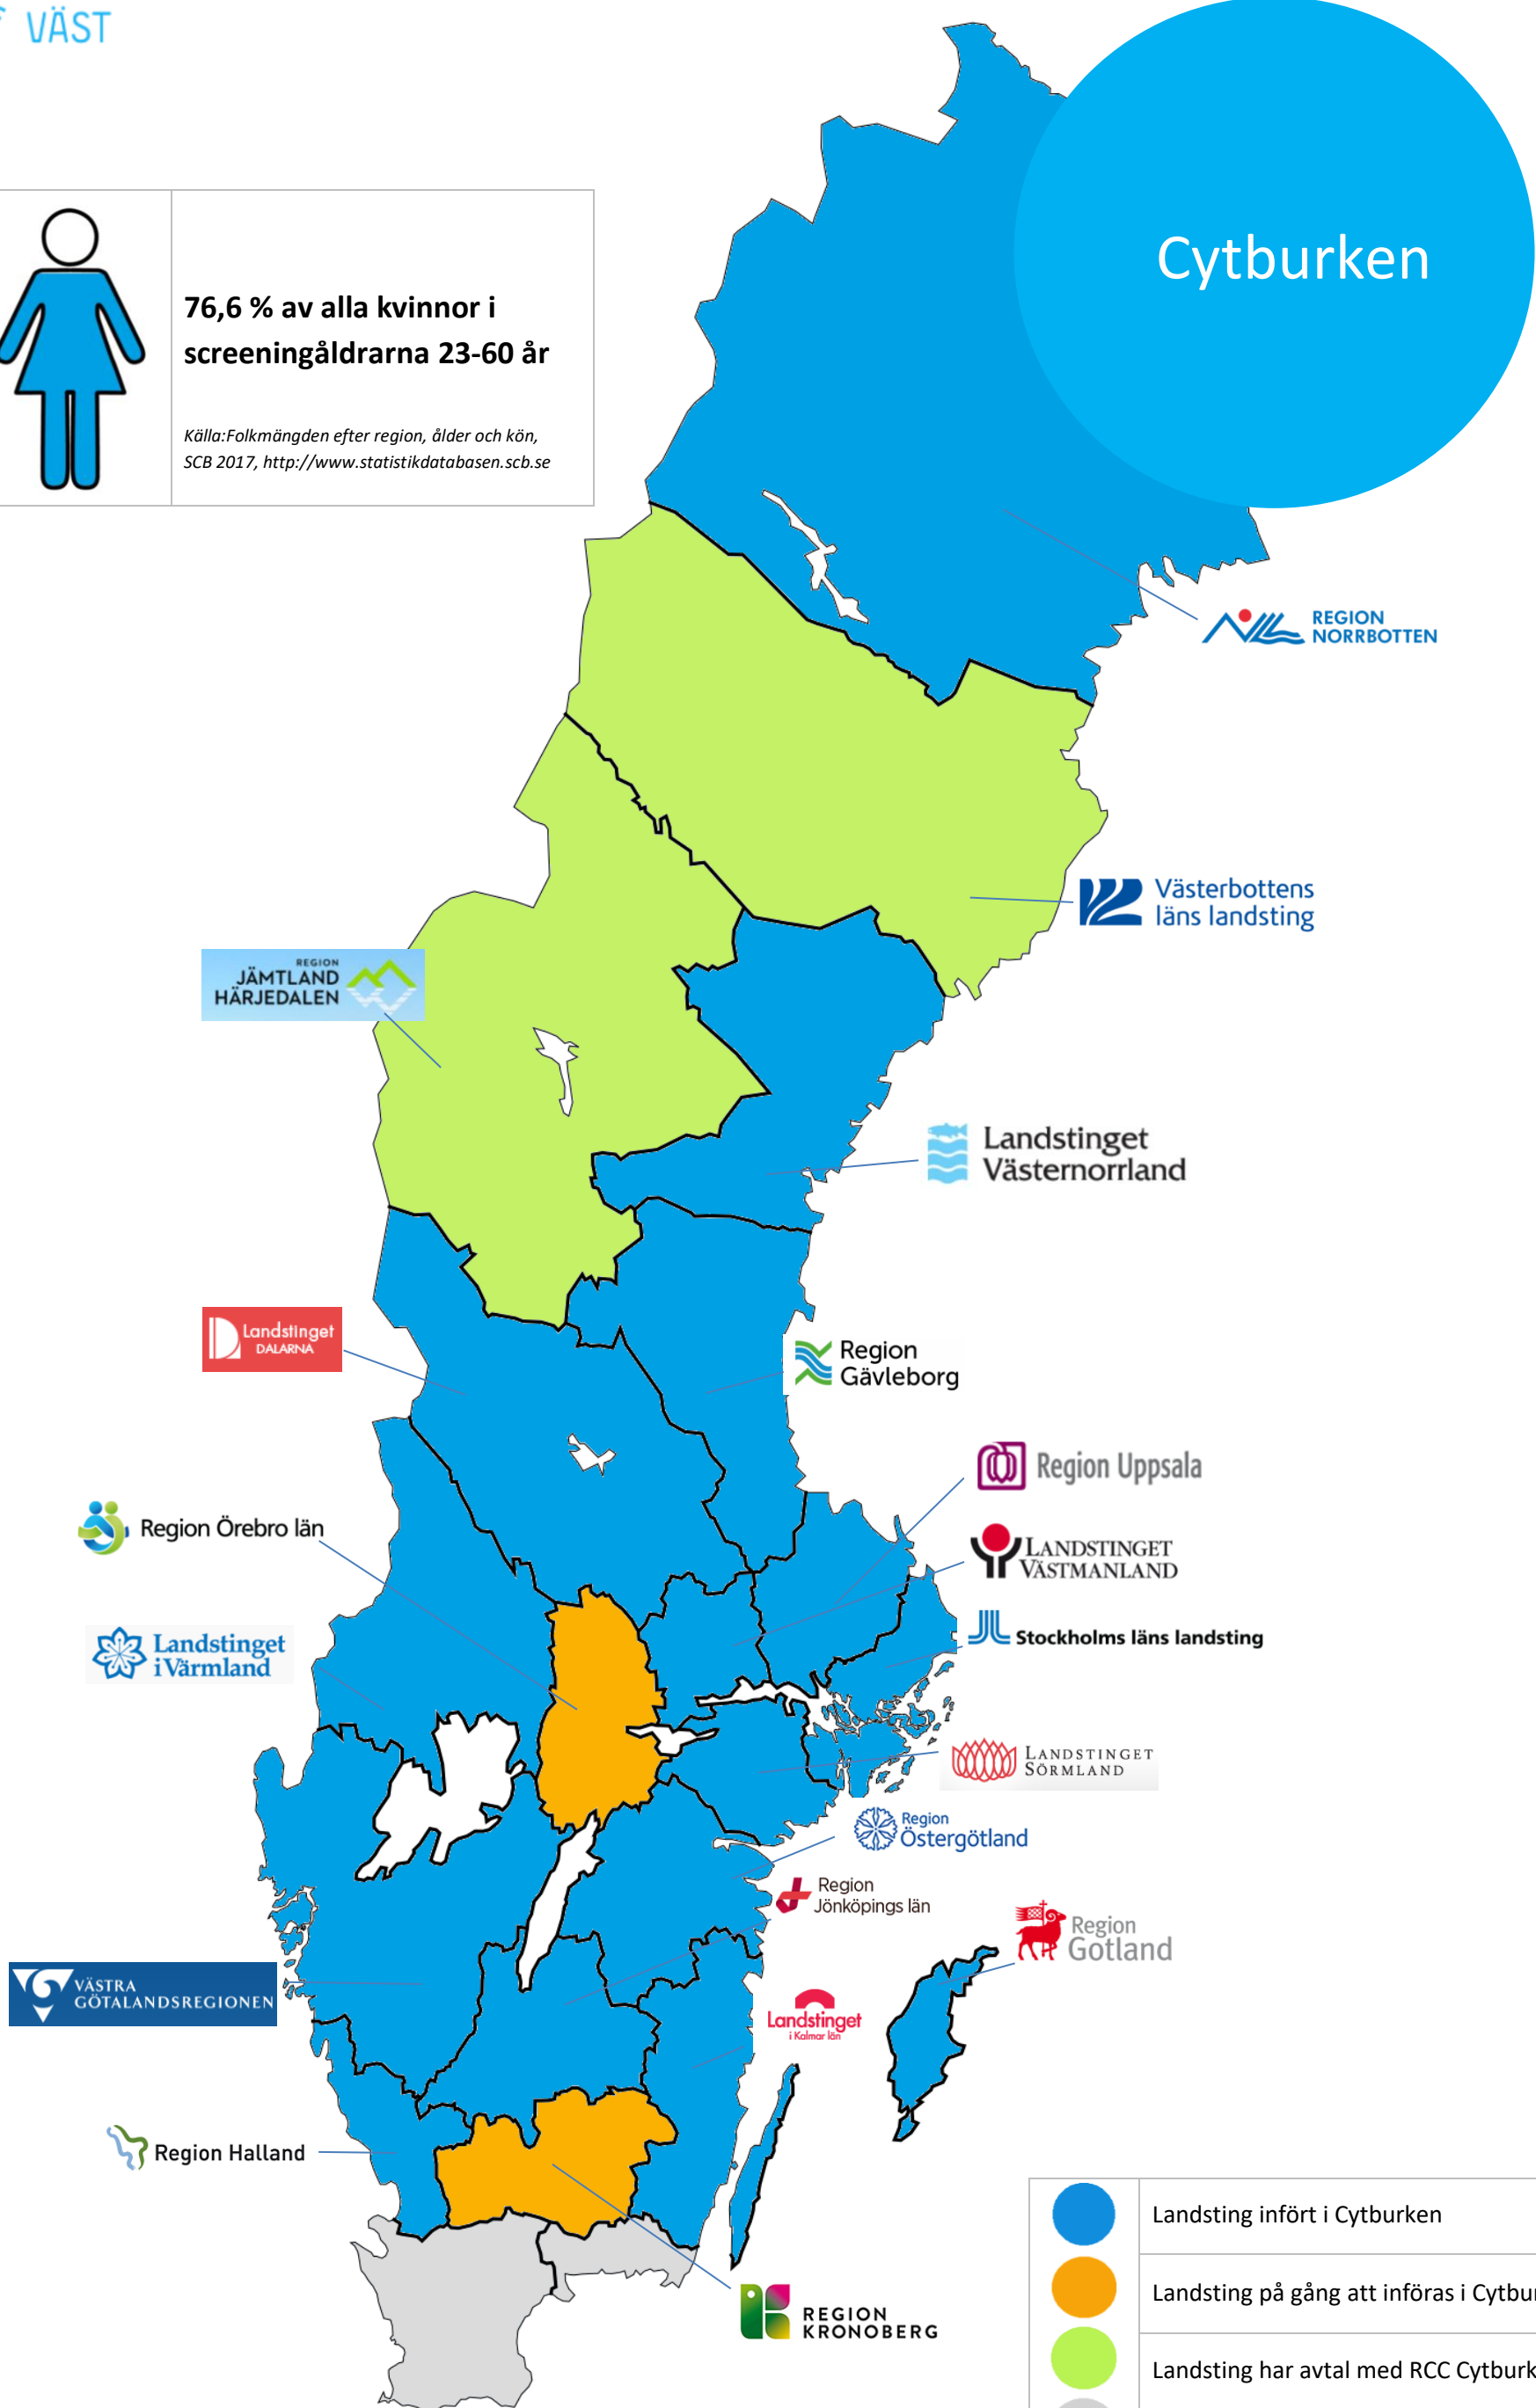 VÄST
Cytburken
76,6 % av alla kvinnor i
screeningåldrarna 23-60 år
Källa:Folkmängden efter region, ålder och kön,
SCB 2017, http://www.statistikdatabasen.scb.se
REGION
NORRBOTTEN
Västerbottens
läns landsting
REGION
JÄMTLAND
HÄRJEDALEN
Landstinget
Västernorrland
Landstinget
DALARNA
Region
Gävleborg
Region Uppsala
Region Örebro län
LANDSTINGET
VÄSTMANLAND
Stockholms läns landsting
Landstinget
i Värmland
LANDSTINGET
SÖRMLAND
Region
Östergötland
Region
Jönköpings län
Region
Gotland
VÄSTRA
GÖTALANDSREGIONEN
Landstinget
i Kalmar län
Region Halland
REGION
KRONOBERG
Landsting infört i Cytburken
Landsting på gång att införas i Cytbu
Landsting har avtal med RCC Cytburk